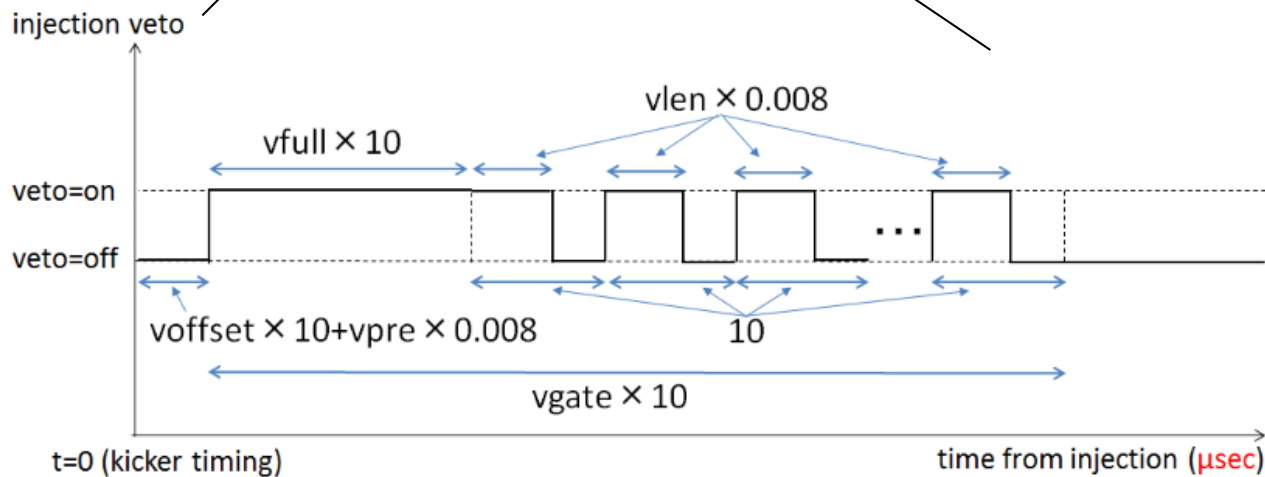 injection veto
vlen × 0.008
vfull × 10
veto=on
...
veto=off
voffset × 10+vpre × 0.008
10
vgate × 10
t=0 (kicker timing)
time from injection (μsec)